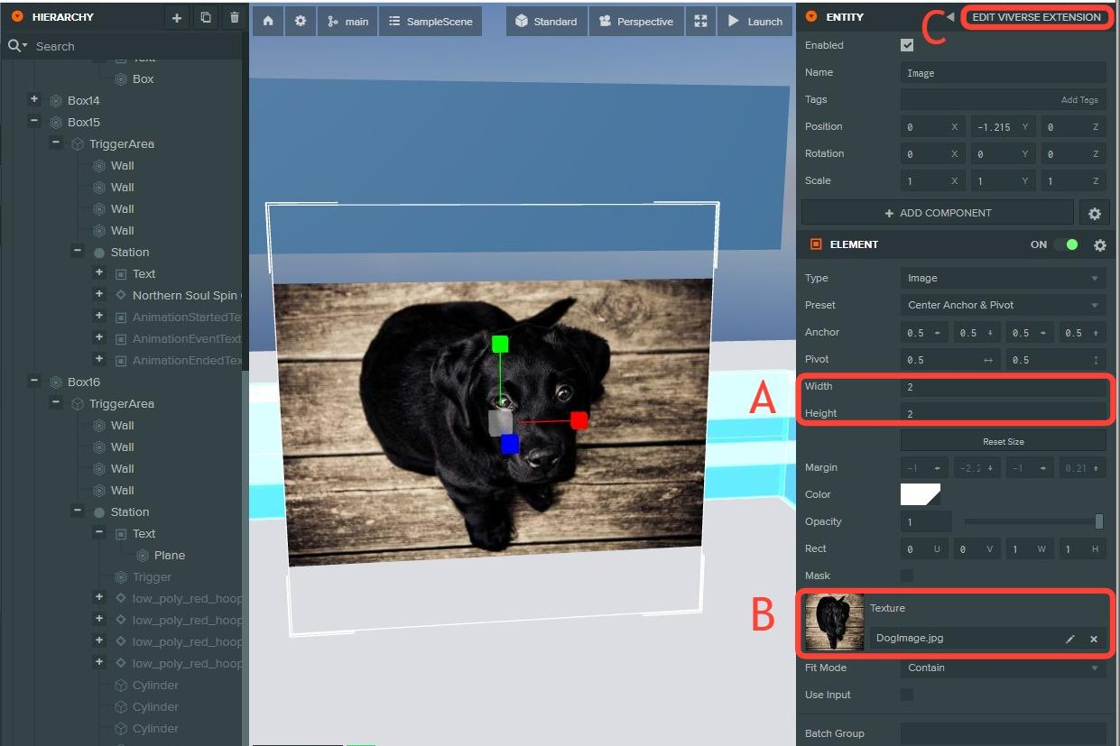 HIERARCHY
Search
Text
Box
Box14
Box15
TriggerArea
Wall
Wall
Wall
Wall
Station
Text
Northern Soul Spin
AnimationStartedTe
AnimationEventText
AnimationEndedText
Box16
TriggerArea
Wall
Wall
Wall
Wall
Station
Text
Plane
Trigger
low_poly_red_hoop
low_poly_red_hoop
low_poly_red_hoop
low_poly_red_hoop
Cylinder
Cylinder
Cylinder
main SampleScene Standard Perspective Launch
A
B
C
ENTITY EDIT VIVERSE EXTENSION
Enabled
Name Image
Tags Add Tags
Position 0 X -1.215 Y 0 Z
Rotation 0 X 0 Y 0 Z
Scale 1 X 1 Y 1 Z
+ ADD COMPONENT
ELEMENT ON
Type Image
Preset Center Anchor & Pivot
Anchor 0.5 0.5 0.5 0.5
Pivot 0.5 0.5
Width 2
Height 2
Reset Size
Margin -1 -2.2 -1 0.21
Color
Opacity 1
Rect 0 U 0 V 1 W 1 H
Mask
Texture
DogImage.jpg
Fit Mode Contain
Use Input
Batch Group